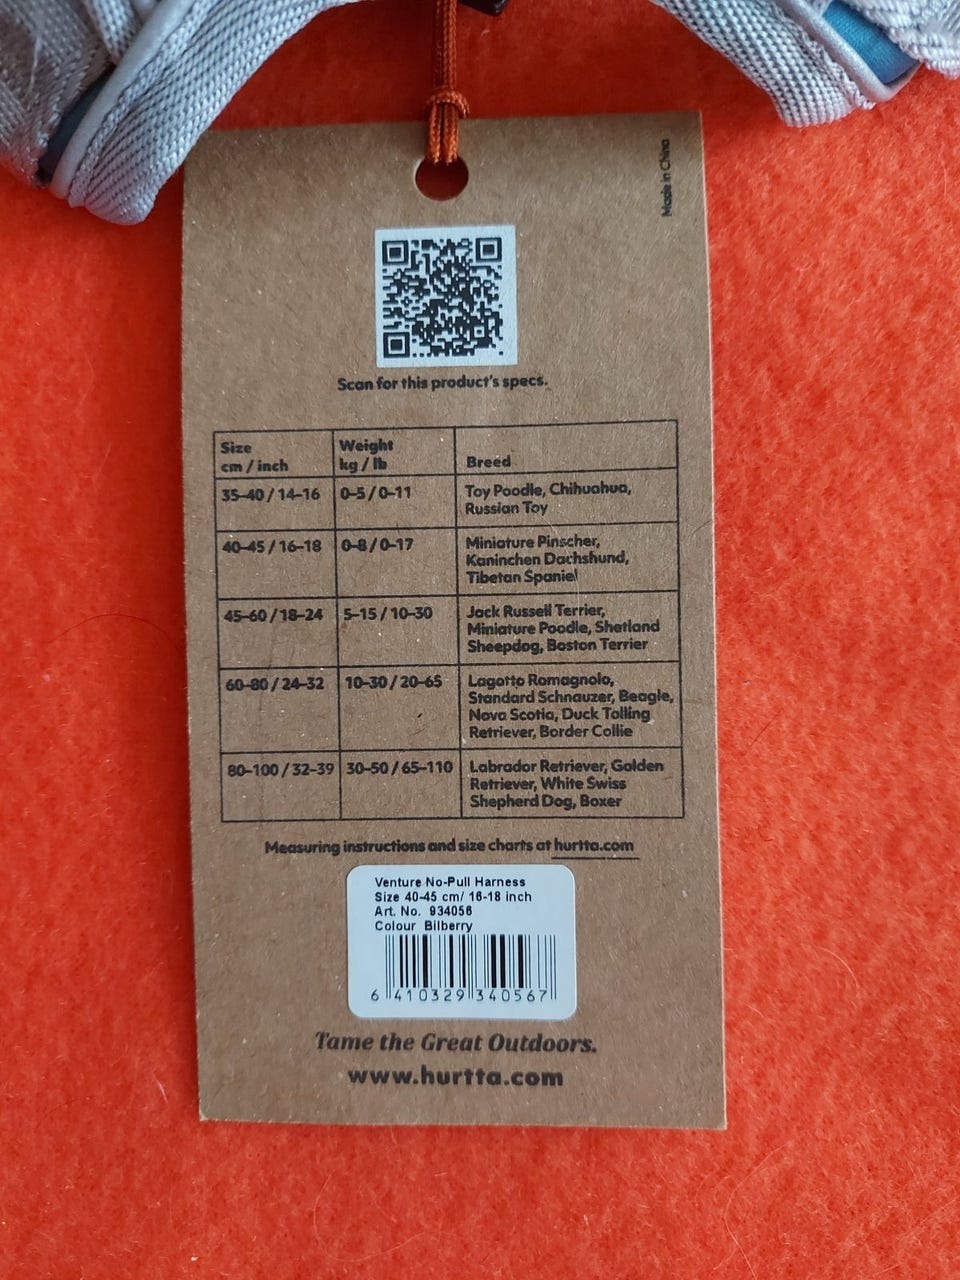 Made in China
Scan for this product's specs.
Size
cm / inch
Weight
kg / lb
Breed
35–40 / 14–16
0–5 / 0–11
Toy Poodle, Chihuahua,
Russian Toy
40–45 / 16–18
0–8 / 0–17
Miniature Pinscher,
Kaninchen Dachshund,
Tibetan Spaniel
45–60 / 18–24
5–15 / 10–30
Jack Russell Terrier,
Miniature Poodle, Shetland
Sheepdog, Boston Terrier
60–80 / 24–32
10–30 / 20–65
Lagotto Romagnolo,
Standard Schnauzer, Beagle,
Nova Scotia, Duck Tolling
Retriever, Border Collie
80–100 / 32–39
30–50 / 65–110
Labrador Retriever, Golden
Retriever, White Swiss
Shepherd Dog, Boxer
Measuring instructions and size charts at hurtta.com
Venture No-Pull Harness
Size 40-45 cm/ 16-18 inch
Art. No. 934056
Colour Bilberry
6 410329 340567
Tame the Great Outdoors.
www.hurtta.com